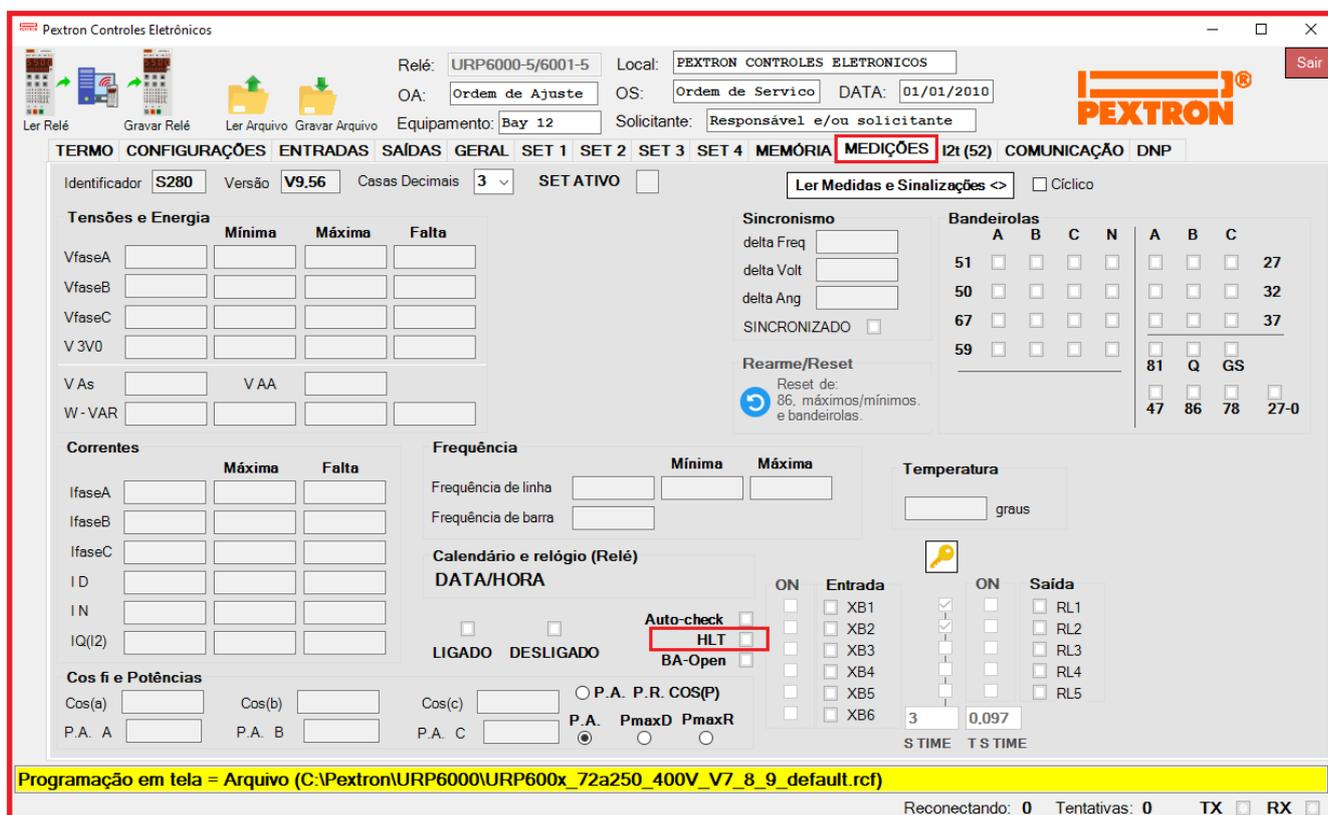 Pextron Controles Eletrônicos
Relé: URP6000-5/6001-5 Local: PEXTRON CONTROLES ELETRONICOS Sair
OA: Ordem de Ajuste OS: Ordem de Servico DATA: 01/01/2010
Ler Relé Gravar Relé Ler Arquivo Gravar Arquivo Equipamento: Bay 12 Solicitante: Responsável e/ou solicitante PEXTRON ®
TERMO CONFIGURAÇÕES ENTRADAS SAÍDAS GERAL SET 1 SET 2 SET 3 SET 4 MEMÓRIA MEDIÇÕES I2t (52) COMUNICAÇÃO DNP
Identificador S280 Versão V9.56 Casas Decimais 3 SET ATIVO Ler Medidas e Sinalizações <> Cíclico
Tensões e Energia
Mínima Máxima Falta
VfaseA
VfaseB
VfaseC
V 3V0
V As V AA
W - VAR
Sincronismo
delta Freq
delta Volt
delta Ang
SINCRONIZADO
Rearme/Reset
Reset de:
86, máximos/mínimos.
e bandeirolas.
Bandeirolas
A B C N A B C
51 27
50 32
67 37
59
81 Q GS
47 86 78 27-0
Correntes
Máxima Falta
IfaseA
IfaseB
IfaseC
I D
I N
IQ(I2)
Frequência
Mínima Máxima
Frequência de linha
Frequência de barra
Temperatura
graus
Calendário e relógio (Relé)
DATA/HORA
LIGADO DESLIGADO
Auto-check
HLT
BA-Open
ON Entrada ON Saída
XB1 RL1
XB2 RL2
XB3 RL3
XB4 RL4
XB5 RL5
XB6 3 0,097
S TIME T S TIME
Cos fi e Potências
Cos(a) Cos(b) Cos(c) P.A. P.R. COS(P)
P.A. A P.A. B P.A. C P.A. PmaxD PmaxR
Programação em tela = Arquivo (C:\Pextron\URP6000\URP600x_72a250_400V_V7_8_9_default.rcf)
Reconectando: 0 Tentativas: 0 TX RX